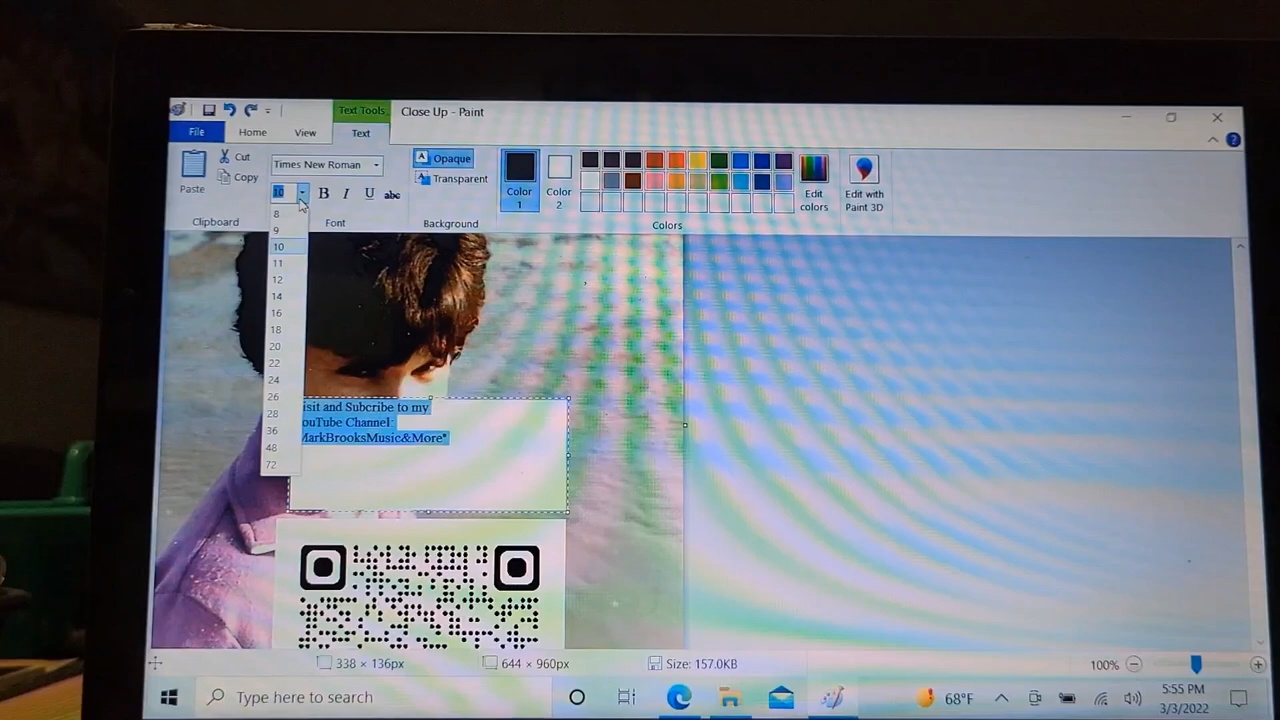 Text Tools
Close Up - Paint
File
Home
View
Text
Cut
Copy
Paste
Clipboard
Times New Roman
10
B
I
U
abc
Font
Opaque
Transparent
Background
Color
1
Color
2
Edit
colors
Edit with
Paint 3D
Colors
8
9
10
11
12
14
16
18
20
22
24
26
28
36
48
72
isit and Subcribe to my
ouTube Channel:
MarkBrooksMusic&More"
338 × 136px
644 × 960px
Size: 157.0KB
100%
Type here to search
68°F
5:55 PM
3/3/2022